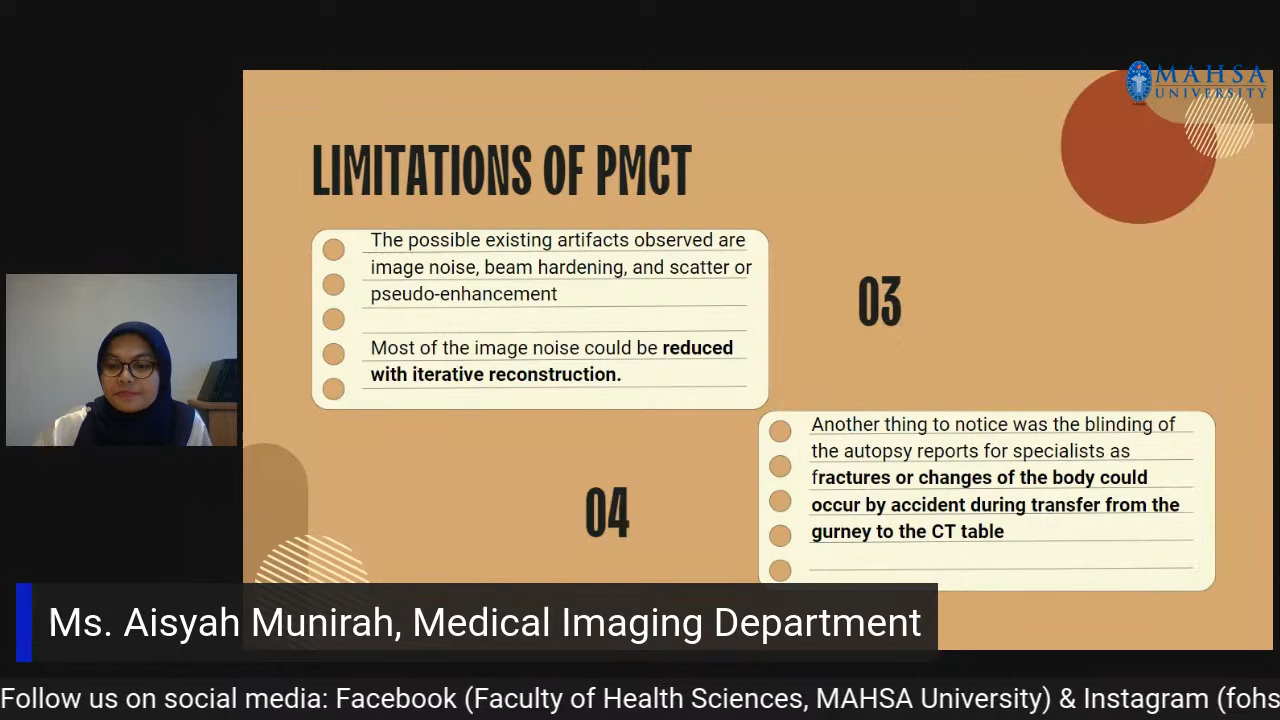 MAHSA
UNIVERSITY
LIMITATIONS OF PMCT
The possible existing artifacts observed are
image noise, beam hardening, and scatter or
pseudo-enhancement
Most of the image noise could be reduced
with iterative reconstruction.
03
Another thing to notice was the blinding of
the autopsy reports for specialists as
fractures or changes of the body could
occur by accident during transfer from the
gurney to the CT table
04
Ms. Aisyah Munirah, Medical Imaging Department
Follow us on social media: Facebook (Faculty of Health Sciences, MAHSA University) & Instagram (fohs